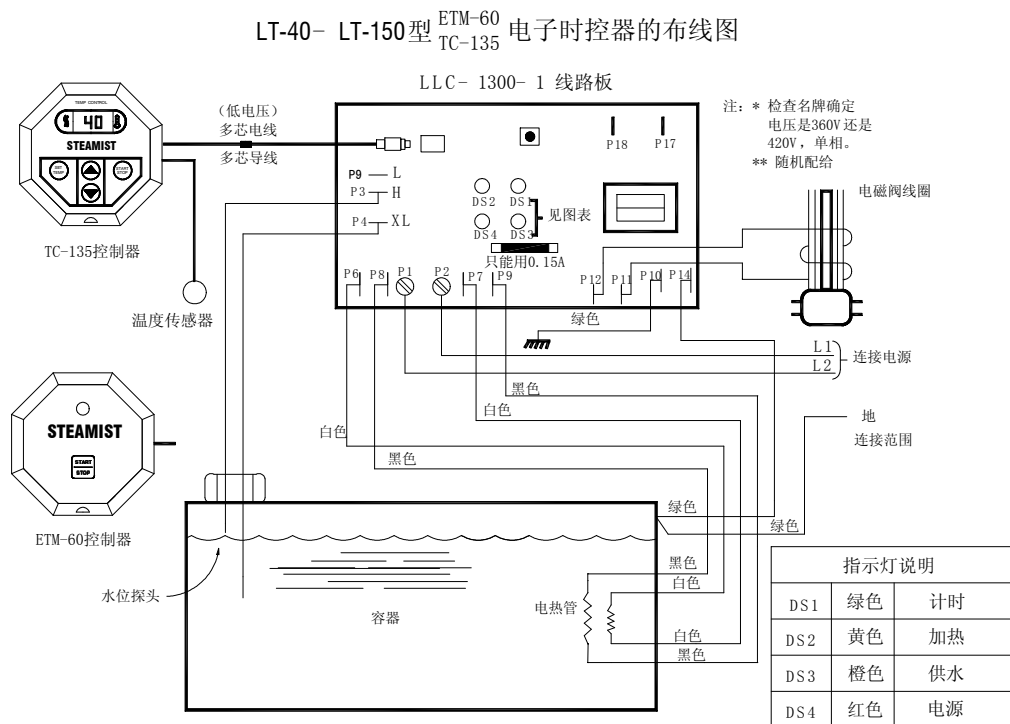 LT-40- LT-150型 ETM-60 TC-135 电子时控器的布线图
LLC- 1300- 1 线路板
注: * 检查名牌确定
电压是360V还是
420V, 单相。
** 随机配给
TEMP CONTROL
40
STEAMIST
SET TEMP
START STOP
TC-135控制器
(低电压)
多芯电线
多芯导线
温度传感器
P9 L
P3 H
P4 XL
P18
P17
DS2
DS1
DS4
DS3
见图表
只能用0.15A
P6
P8
P1
P2
P7
P9
P12
P11
P10
P14
电磁阀线圈
绿色
L1
L2
连接电源
黑色
白色
地
连接范围
STEAMIST
START
STOP
ETM-60控制器
白色
黑色
绿色
绿色
水位探头
容器
电热管
黑色
白色
白色
黑色
指示灯说明
DS1 绿色 计时
DS2 黄色 加热
DS3 橙色 供水
DS4 红色 电源